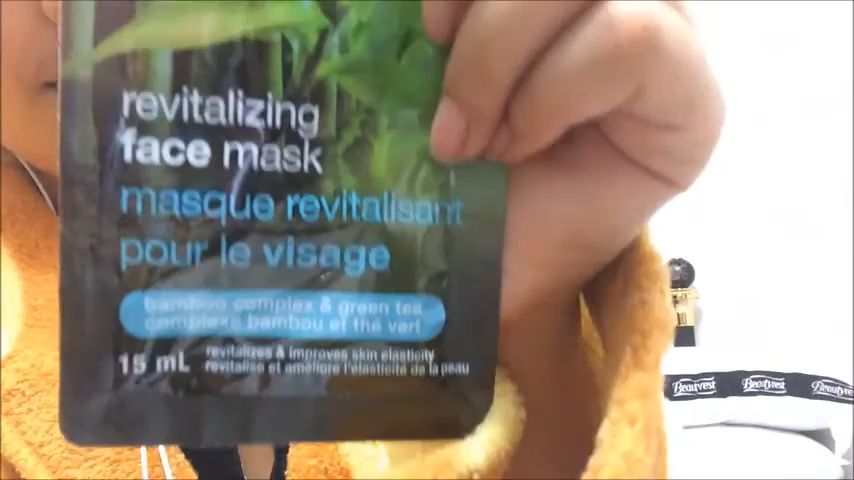 revitalizing
face mask
masque revitalisant
pour le visage
bamboo complex & green tea
complexe bambou et thé vert
15 mL
revitalizes & improves skin elasticity
revitalise et améliore l'élasticité de la peau
Beautyrest Beautyrest Beautyrest